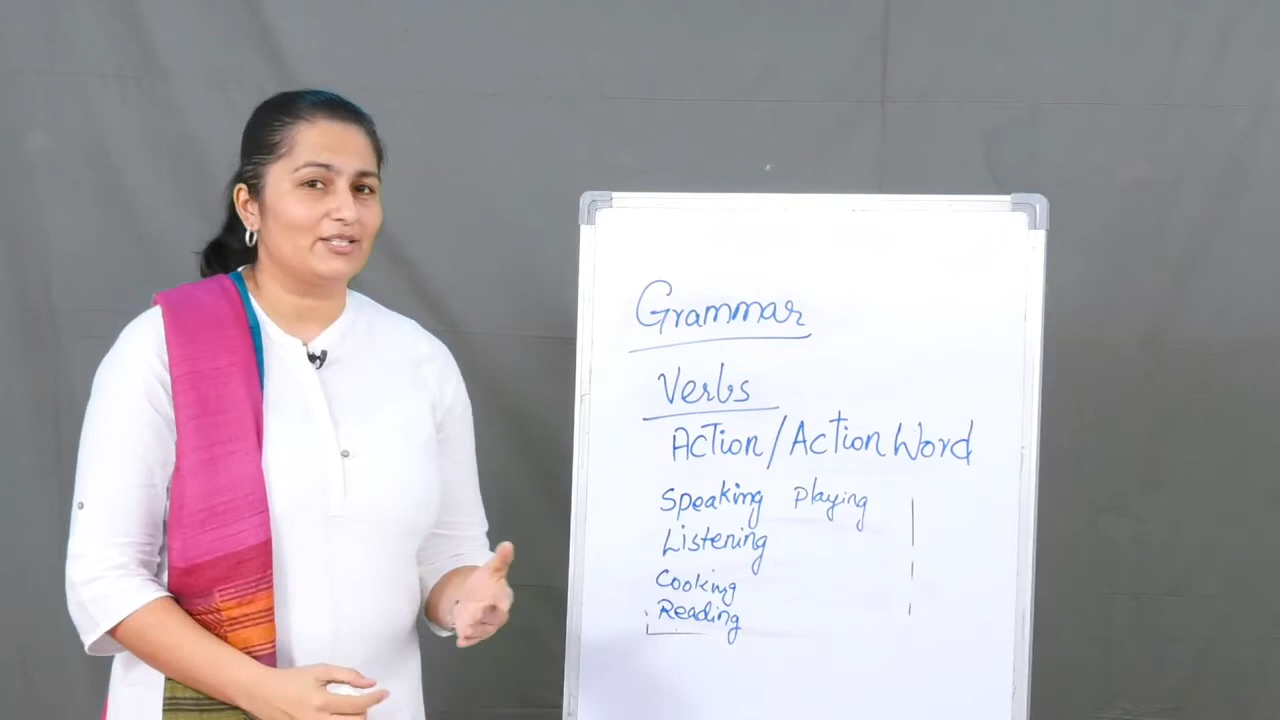 Grammar
Verbs
Action/Action Word
Speaking Playing
Listening
Cooking
Reading